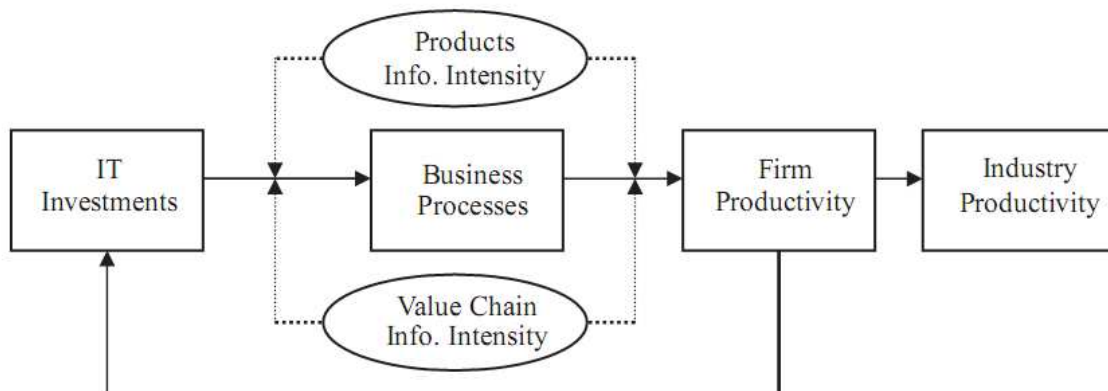 Products
Info. Intensity
IT
Investments
Business
Processes
Firm
Productivity
Industry
Productivity
Value Chain
Info. Intensity